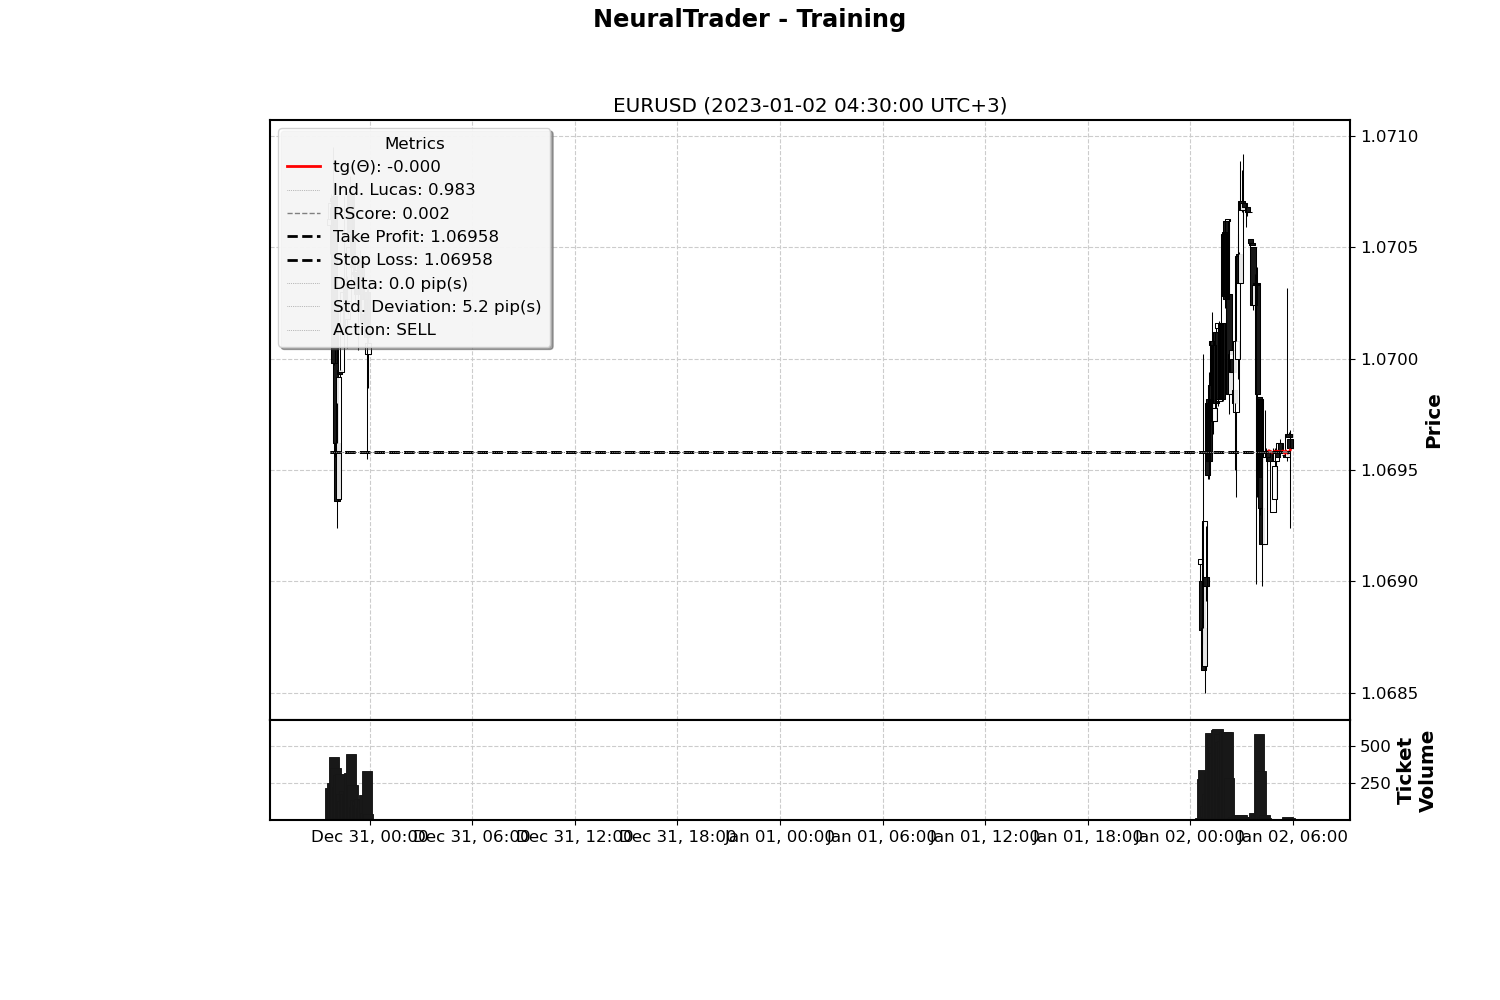 NeuralTrader - Training
EURUSD (2023-01-02 04:30:00 UTC+3)
Metrics
tg(Θ): -0.000
Ind. Lucas: 0.983
RScore: 0.002
Take Profit: 1.06958
Stop Loss: 1.06958
Delta: 0.0 pip(s)
Std. Deviation: 5.2 pip(s)
Action: SELL
1.0710
1.0705
1.0700
1.0695
1.0690
1.0685
Price
500
250
Ticket
Volume
Dec 31, 00:00
Dec 31, 06:00
Dec 31, 12:00
Dec 31, 18:00
Jan 01, 00:00
Jan 01, 06:00
Jan 01, 12:00
Jan 01, 18:00
Jan 02, 00:00
Jan 02, 06:00